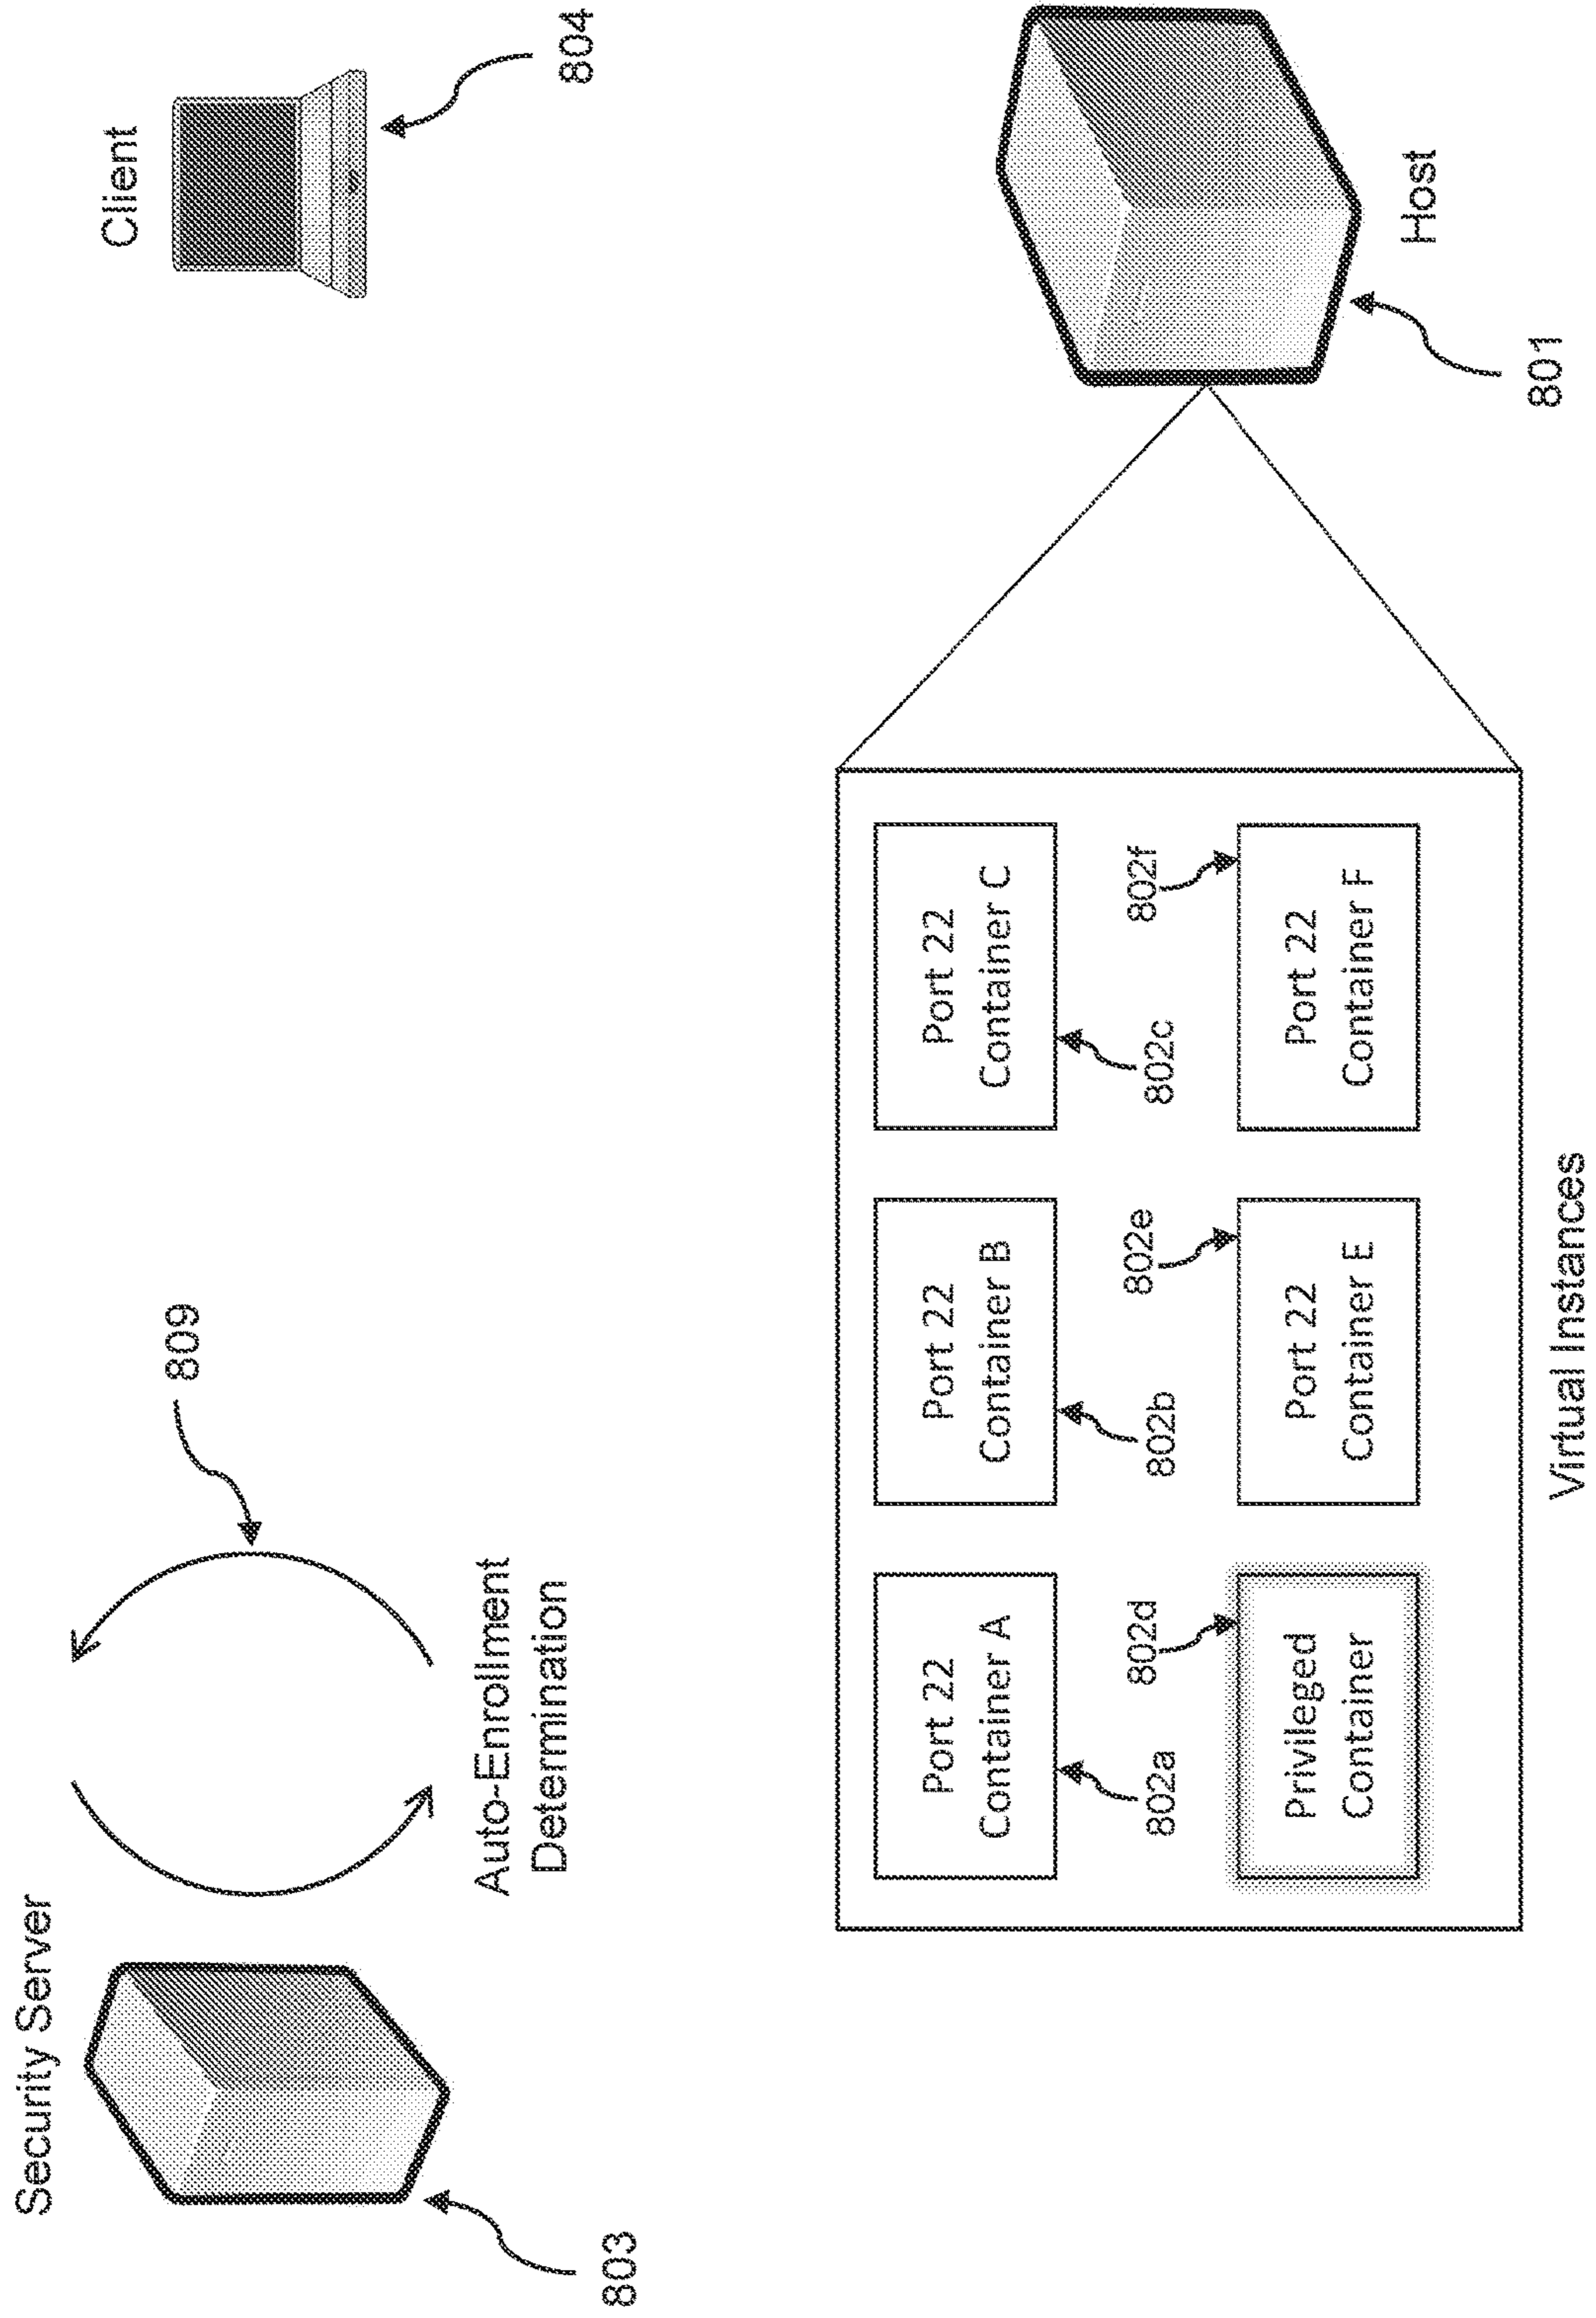 Security Server
803
809
Auto-Enrollment
Determination
Client
804
Port 22
Container A
802a
Port 22
Container B
802b
Port 22
Container C
802c
Privileged
Container
802d
Port 22
Container E
802e
Port 22
Container F
802f
Virtual Instances
Host
801